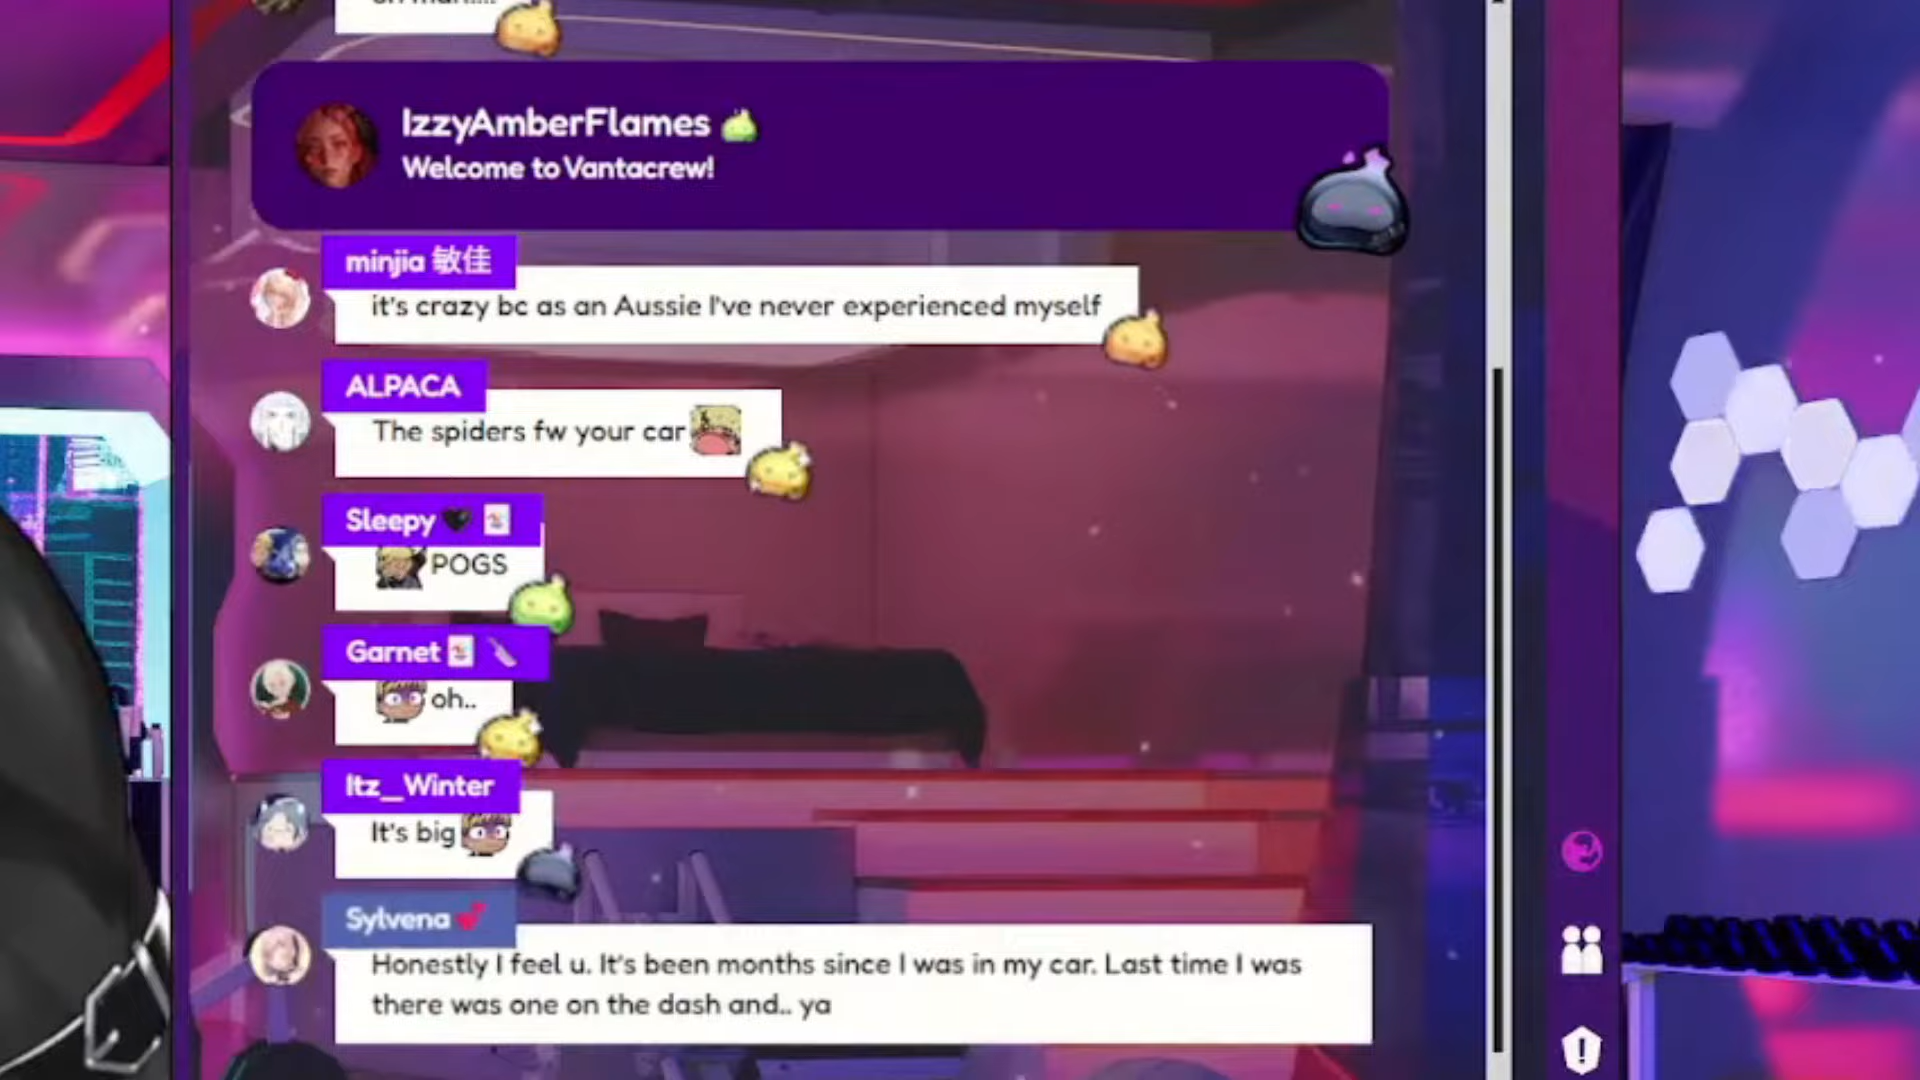 IzzyAmberFlames
Welcome to Vantacrew!
minjia 敏佳
it's crazy bc as an Aussie I've never experienced myself
ALPACA
The spiders fw your car
Sleepy
POGS
Garnet
oh..
Itz_Winter
It's big
Sylvena
Honestly I feel u. It's been months since I was in my car. Last time I was
there was one on the dash and.. ya